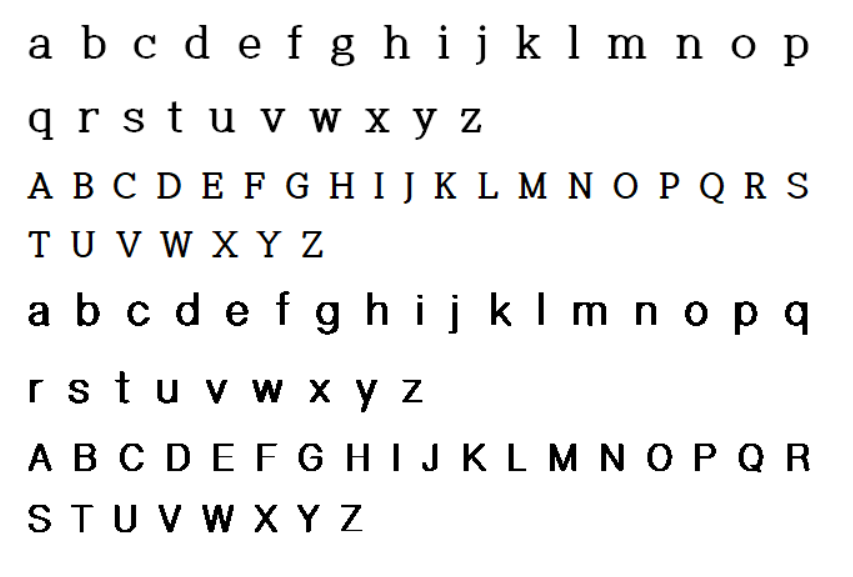 a b c d e f g h i j k l m n o p
q r s t u v w x y z
A B C D E F G H I J K L M N O P Q R S
T U V W X Y Z
a b c d e f g h i j k l m n o p q
r s t u v w x y z
A B C D E F G H I J K L M N O P Q R
S T U V W X Y Z